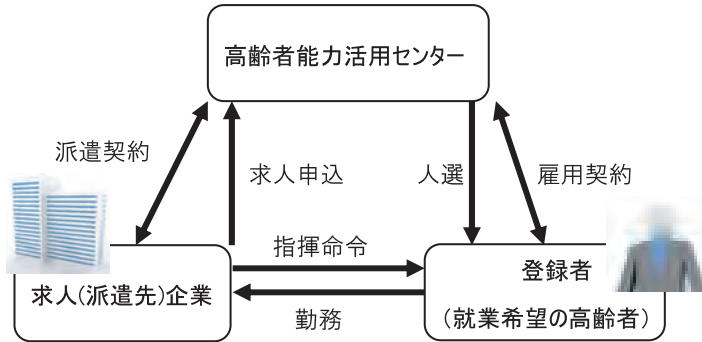 高齢者能力活用センター
派遣契約
求人申込
人選
雇用契約
指揮命令
求人(派遣先)企業
勤務
登録者
(就業希望の高齢者)